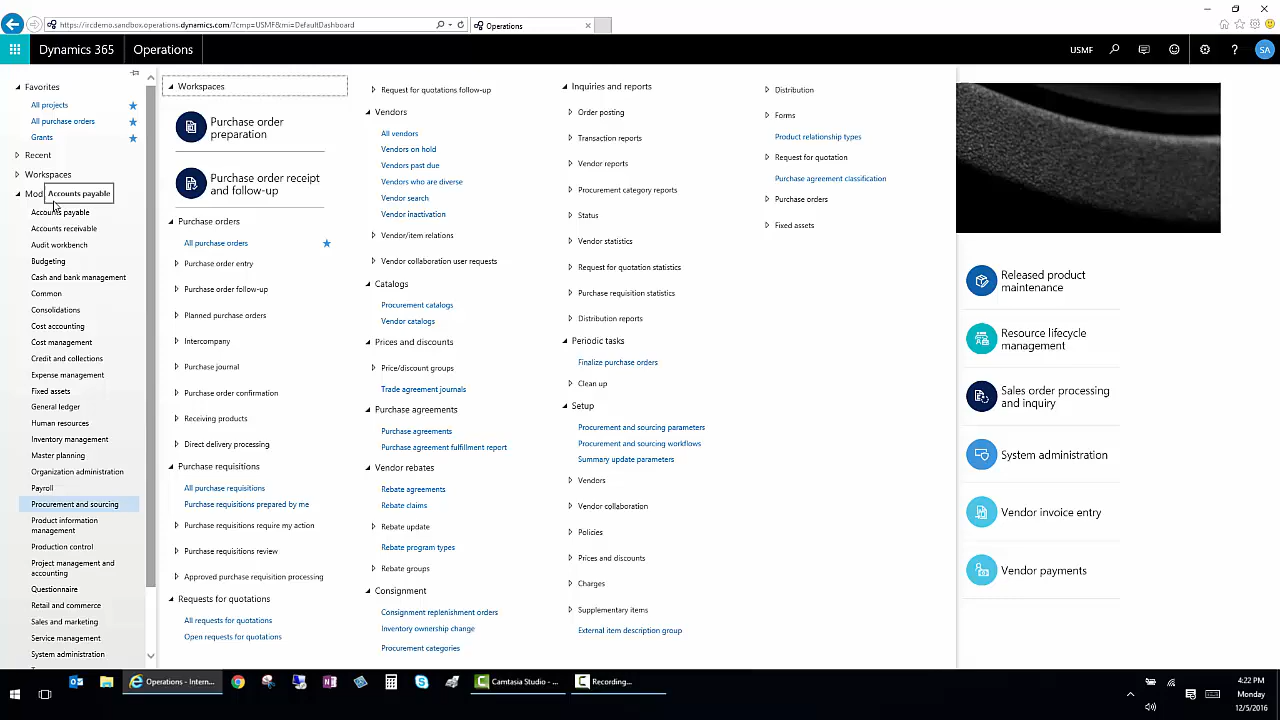 https://ircdemo.sandbox.operations.dynamics.com/?cmp=USMF&mi=DefaultDashboard
Operations
Dynamics 365
Operations
USMF
?
SA
Favorites
All projects
All purchase orders
Grants
Recent
Workspaces
Mod
Accounts payable
Accounts payable
Accounts receivable
Audit workbench
Budgeting
Cash and bank management
Common
Consolidations
Cost accounting
Cost management
Credit and collections
Expense management
Fixed assets
General ledger
Human resources
Inventory management
Master planning
Organization administration
Payroll
Procurement and sourcing
Product information
management
Production control
Project management and
accounting
Questionnaire
Retail and commerce
Sales and marketing
Service management
System administration
Workspaces
Purchase order
preparation
Purchase order receipt
and follow-up
Purchase orders
All purchase orders
Purchase order entry
Purchase order follow-up
Planned purchase orders
Intercompany
Purchase journal
Purchase order confirmation
Receiving products
Direct delivery processing
Purchase requisitions
All purchase requisitions
Purchase requisitions prepared by me
Purchase requisitions require my action
Purchase requisitions review
Approved purchase requisition processing
Requests for quotations
All requests for quotations
Open requests for quotations
Request for quotations follow-up
Vendors
All vendors
Vendors on hold
Vendors past due
Vendors who are diverse
Vendor search
Vendor inactivation
Vendor/item relations
Vendor collaboration user requests
Catalogs
Procurement catalogs
Vendor catalogs
Prices and discounts
Price/discount groups
Trade agreement journals
Purchase agreements
Purchase agreements
Purchase agreement fulfillment report
Vendor rebates
Rebate agreements
Rebate claims
Rebate update
Rebate program types
Rebate groups
Consignment
Consignment replenishment orders
Inventory ownership change
Procurement categories
Inquiries and reports
Order posting
Transaction reports
Vendor reports
Procurement category reports
Status
Vendor statistics
Request for quotation statistics
Purchase requisition statistics
Distribution reports
Periodic tasks
Finalize purchase orders
Clean up
Setup
Procurement and sourcing parameters
Procurement and sourcing workflows
Summary update parameters
Vendors
Vendor collaboration
Policies
Prices and discounts
Charges
Supplementary items
External item description group
Distribution
Forms
Product relationship types
Request for quotation
Purchase agreement classification
Purchase orders
Fixed assets
Released product
maintenance
Resource lifecycle
management
Sales order processing
and inquiry
System administration
Vendor invoice entry
Vendor payments
Operations - Intern...
Camtasia Studio - ...
Recording...
4:22 PM
Monday
12/5/2016